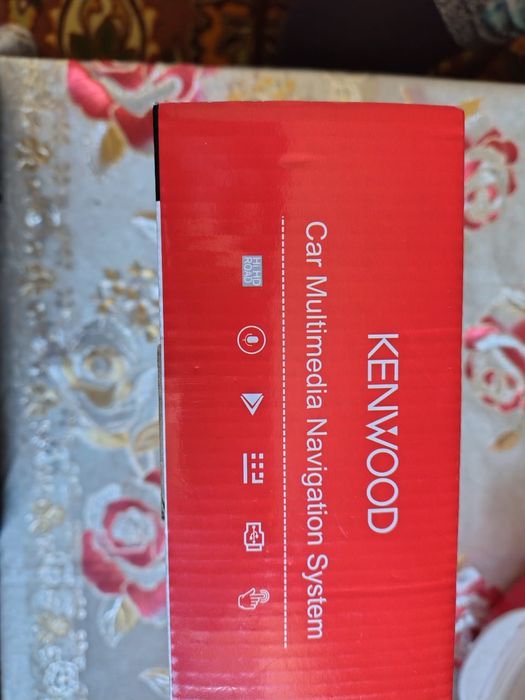 KENWOOD
Car Multimedia Navigation System
Hi HD
ROAD